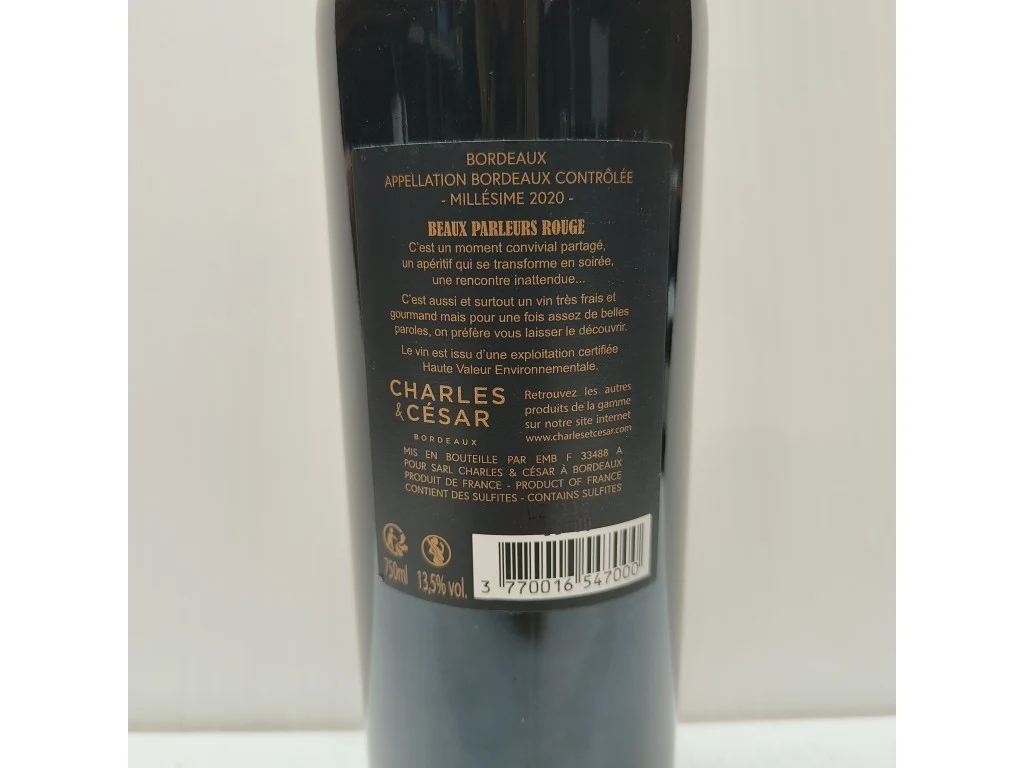 BORDEAUX
APPELLATION BORDEAUX CONTRÔLÉE
- MILLÉSIME 2020 -
BEAUX PARLEURS ROUGE
C'est un moment convivial partagé,
un apéritif qui se transforme en soirée,
une rencontre inattendue...
C'est aussi et surtout un vin très frais et
gourmand mais pour une fois assez de belles
paroles, on préfère vous laisser le découvrir.
Le vin est issu d'une exploitation certifiée
Haute Valeur Environnementale.
CHARLES
& CÉSAR
BORDEAUX
Retrouvez les autres
produits de la gamme
sur notre site internet
www.charlesetcesar.com
MIS EN BOUTEILLE PAR EMB F 33488 A
POUR SARL CHARLES & CÉSAR À BORDEAUX
PRODUIT DE FRANCE - PRODUCT OF FRANCE
CONTIENT DES SULFITES - CONTAINS SULFITES
750ml 13,5% vol.
3 770016 547000